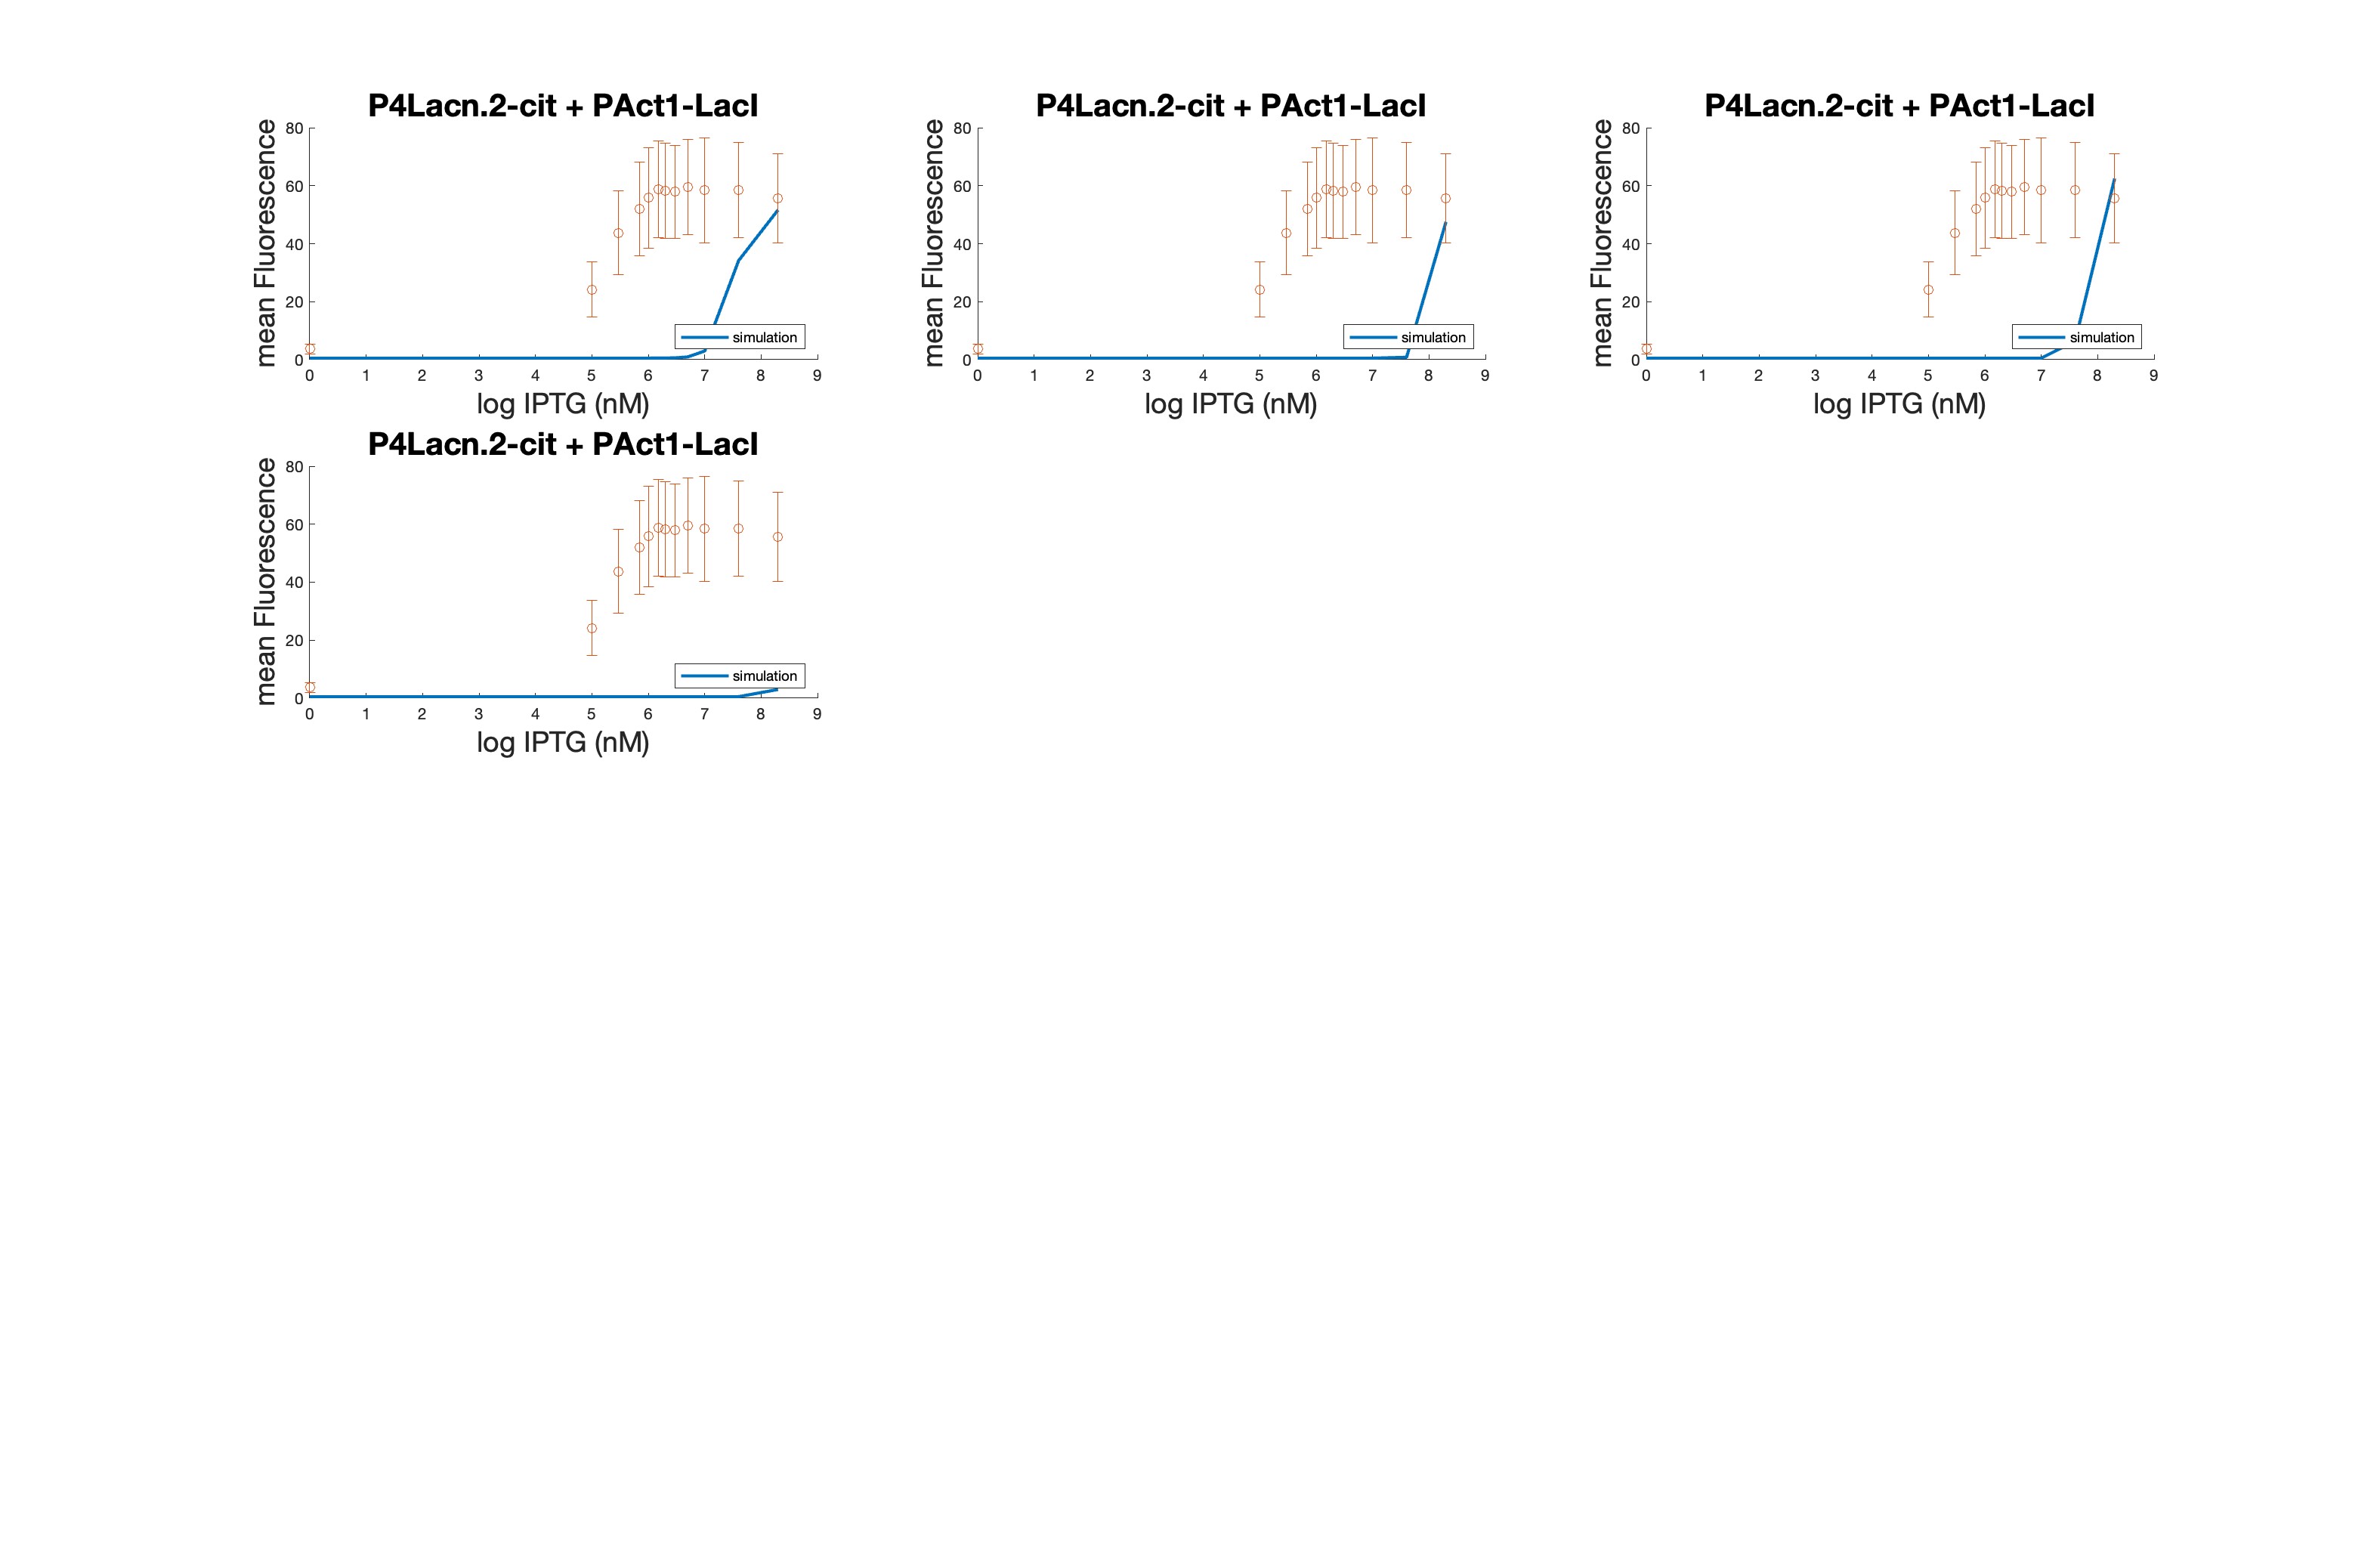 P4Lacn.2-cit + PAct1-LacI
mean Fluorescence
80
60
40
20
0
simulation
0 1 2 3 4 5 6 7 8 9
log IPTG (nM)
P4Lacn.2-cit + PAct1-LacI
mean Fluorescence
80
60
40
20
0
simulation
0 1 2 3 4 5 6 7 8 9
log IPTG (nM)
P4Lacn.2-cit + PAct1-LacI
mean Fluorescence
80
60
40
20
0
simulation
0 1 2 3 4 5 6 7 8 9
log IPTG (nM)
P4Lacn.2-cit + PAct1-LacI
mean Fluorescence
80
60
40
20
0
simulation
0 1 2 3 4 5 6 7 8 9
log IPTG (nM)